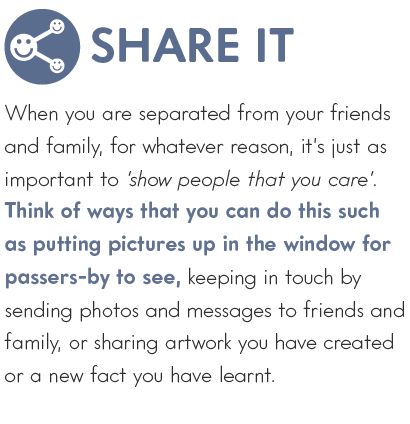 SHARE IT
When you are separated from your friends
and family, for whatever reason, it's just as
important to 'show people that you care'.
Think of ways that you can do this such
as putting pictures up in the window for
passers-by to see, keeping in touch by
sending photos and messages to friends and
family, or sharing artwork you have created
or a new fact you have learnt.